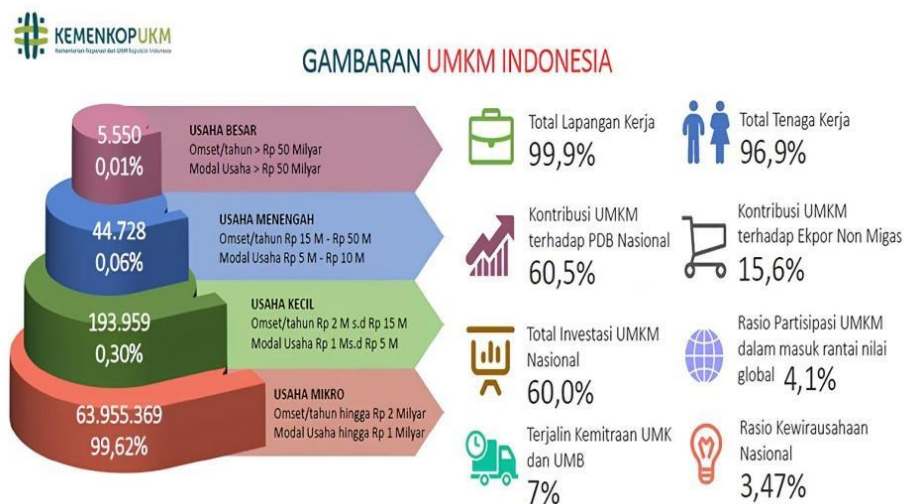 KEMENKOPUKM
Kementerian Koperasi dan UKM Republik Indonesia
GAMBARAN UMKM INDONESIA
5.550
0,01%
USAHA BESAR
Omset/tahun > Rp 50 Milyar
Modal Usaha > Rp 50 Milyar
44.728
0,06%
USAHA MENENGAH
Omset/tahun Rp 15 M - Rp 50 M
Modal Usaha Rp 5 M - Rp 10 M
193.959
0,30%
USAHA KECIL
Omset/tahun Rp 2 M s.d Rp 15 M
Modal Usaha Rp 1 Ms.d Rp 5 M
63.955.369
99,62%
USAHA MIKRO
Omset/tahun hingga Rp 2 Milyar
Modal Usaha hingga Rp 1 Milyar
Total Lapangan Kerja
99,9%
Total Tenaga Kerja
96,9%
Kontribusi UMKM
terhadap PDB Nasional
60,5%
Kontribusi UMKM
terhadap Ekpor Non Migas
15,6%
Total Investasi UMKM
Nasional
60,0%
Rasio Partisipasi UMKM
dalam masuk rantai nilai
global 4,1%
Terjalin Kemitraan UMK
dan UMB
7%
Rasio Kewirausahaan
Nasional
3,47%